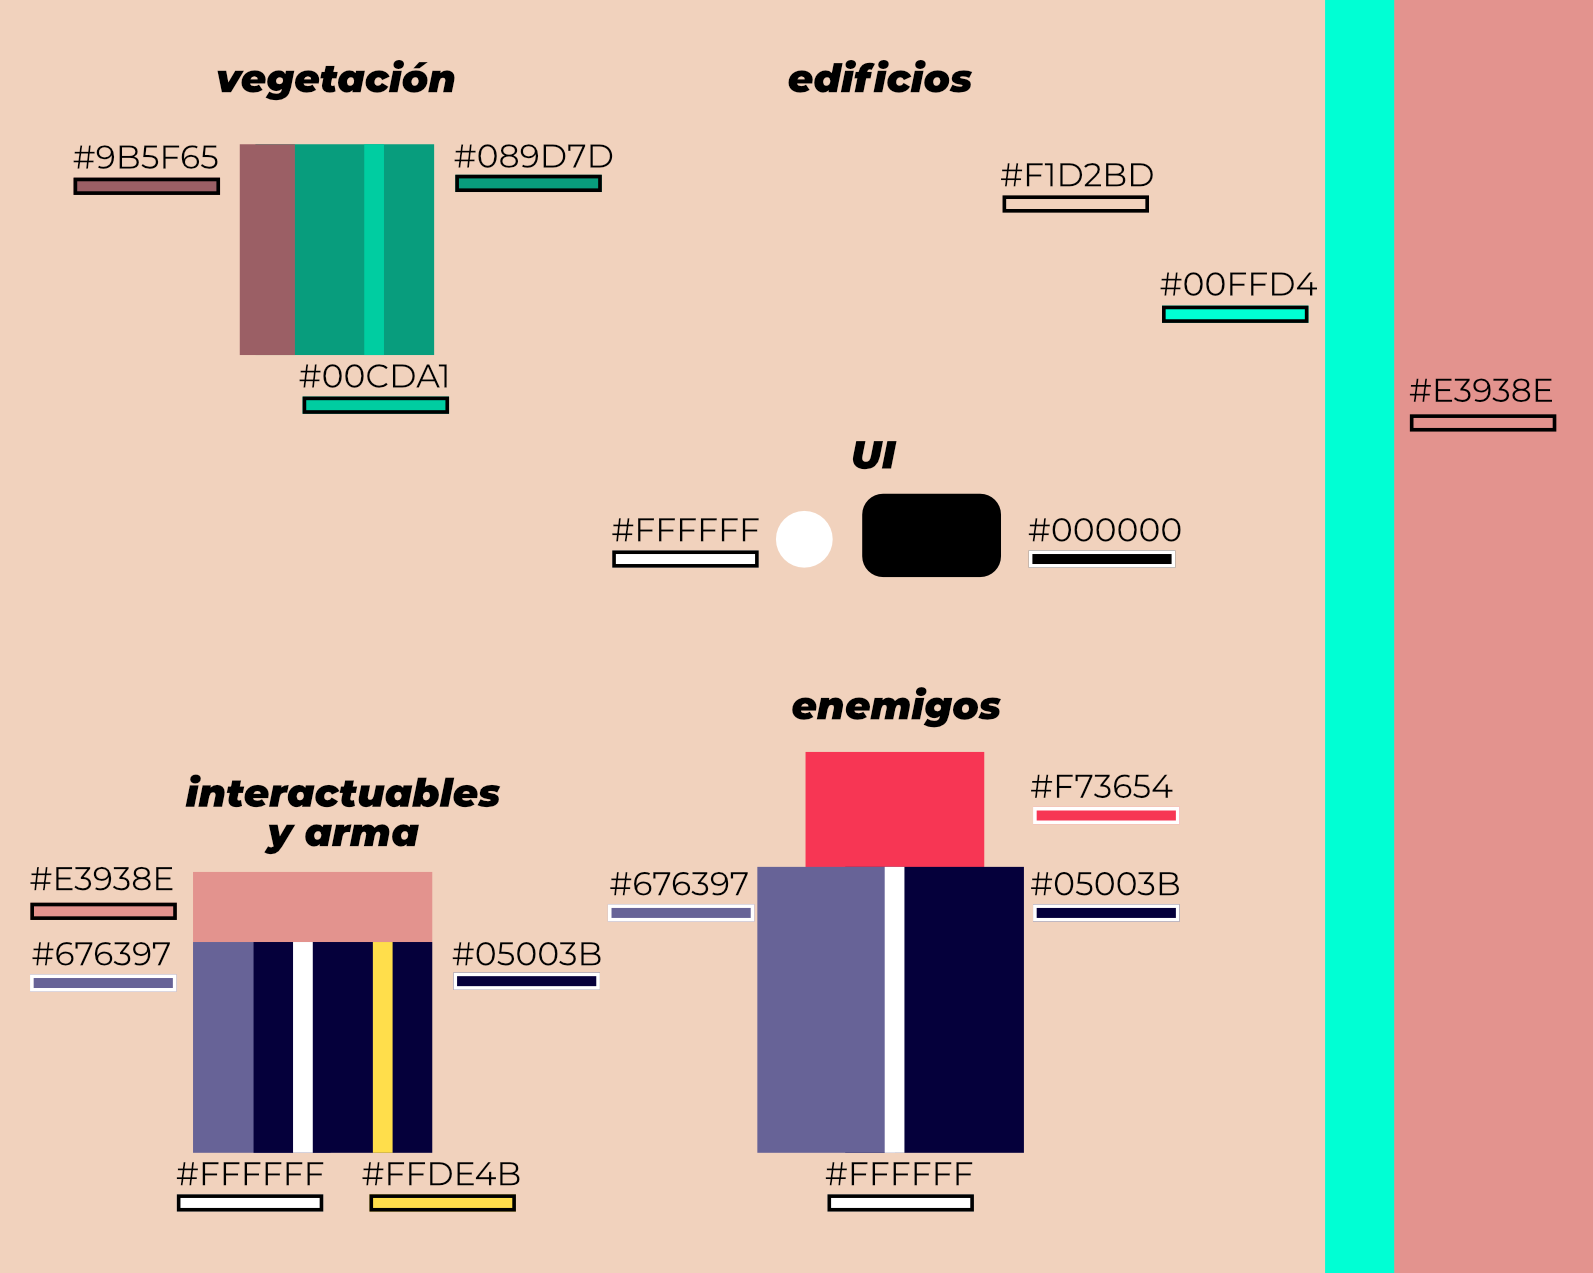 vegetación
#9B5F65
#089D7D
#00CDA1
edificios
#F1D2BD
#00FFD4
#E3938E
UI
#FFFFFF
#000000
interactuables
y arma
#E3938E
#676397
#05003B
#FFFFFF
#FFDE4B
enemigos
#F73654
#676397
#05003B
#FFFFFF